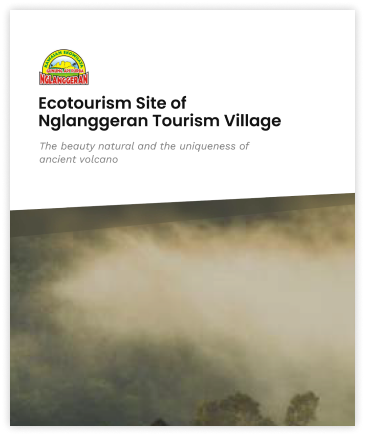 NGLANGGERAN
Ecotourism Site of
Nglanggeran Tourism Village
The beauty natural and the uniqueness of
ancient volcano